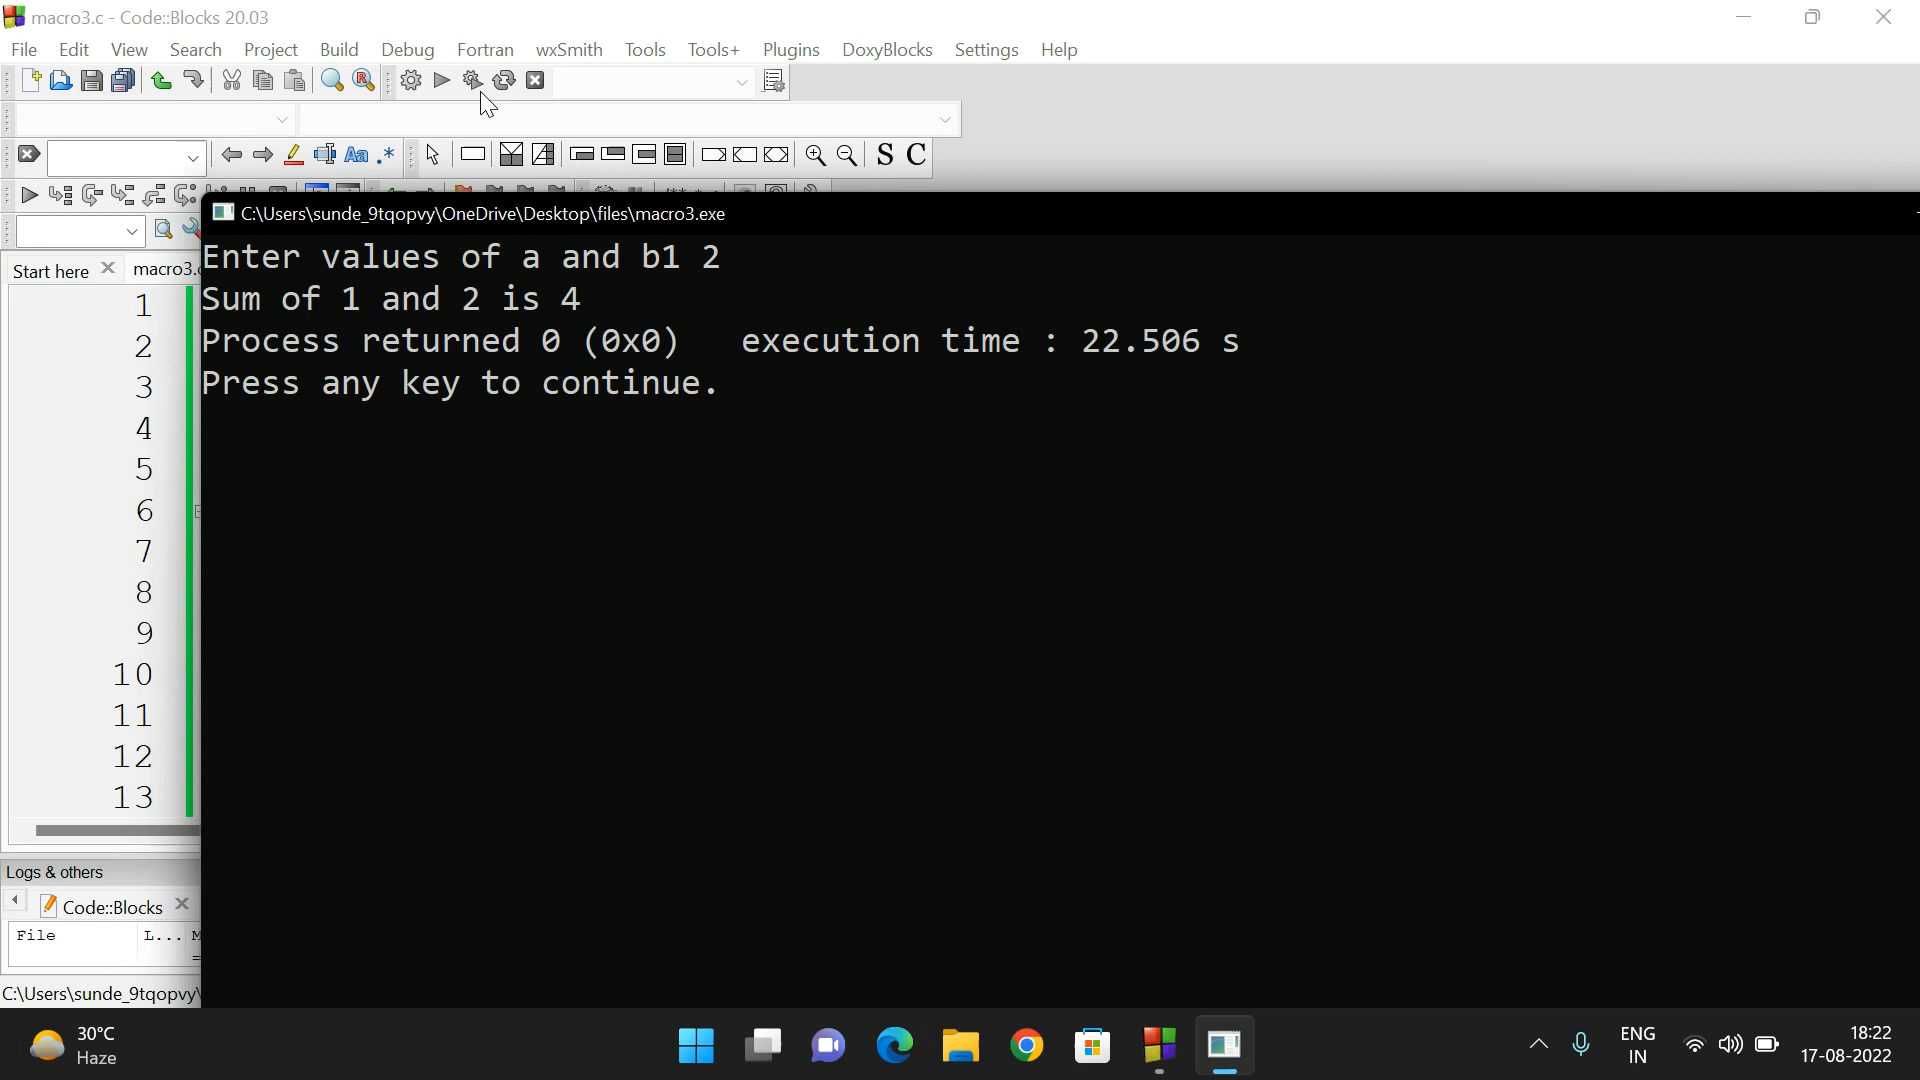 macro3.c - Code::Blocks 20.03
File Edit View Search Project Build Debug Fortran wxSmith Tools Tools+ Plugins DoxyBlocks Settings Help
Aa .* S C
C:\Users\sunde_9tqopvy\OneDrive\Desktop\files\macro3.exe
Enter values of a and b1 2
Sum of 1 and 2 is 4
Process returned 0 (0x0) execution time : 22.506 s
Press any key to continue.
Start here macro3.
1
2
3
4
5
6
7
8
9
10
11
12
13
Logs & others
Code::Blocks
File L... M
C:\Users\sunde_9tqopvy\
30°C
Haze
ENG
IN
18:22
17-08-2022